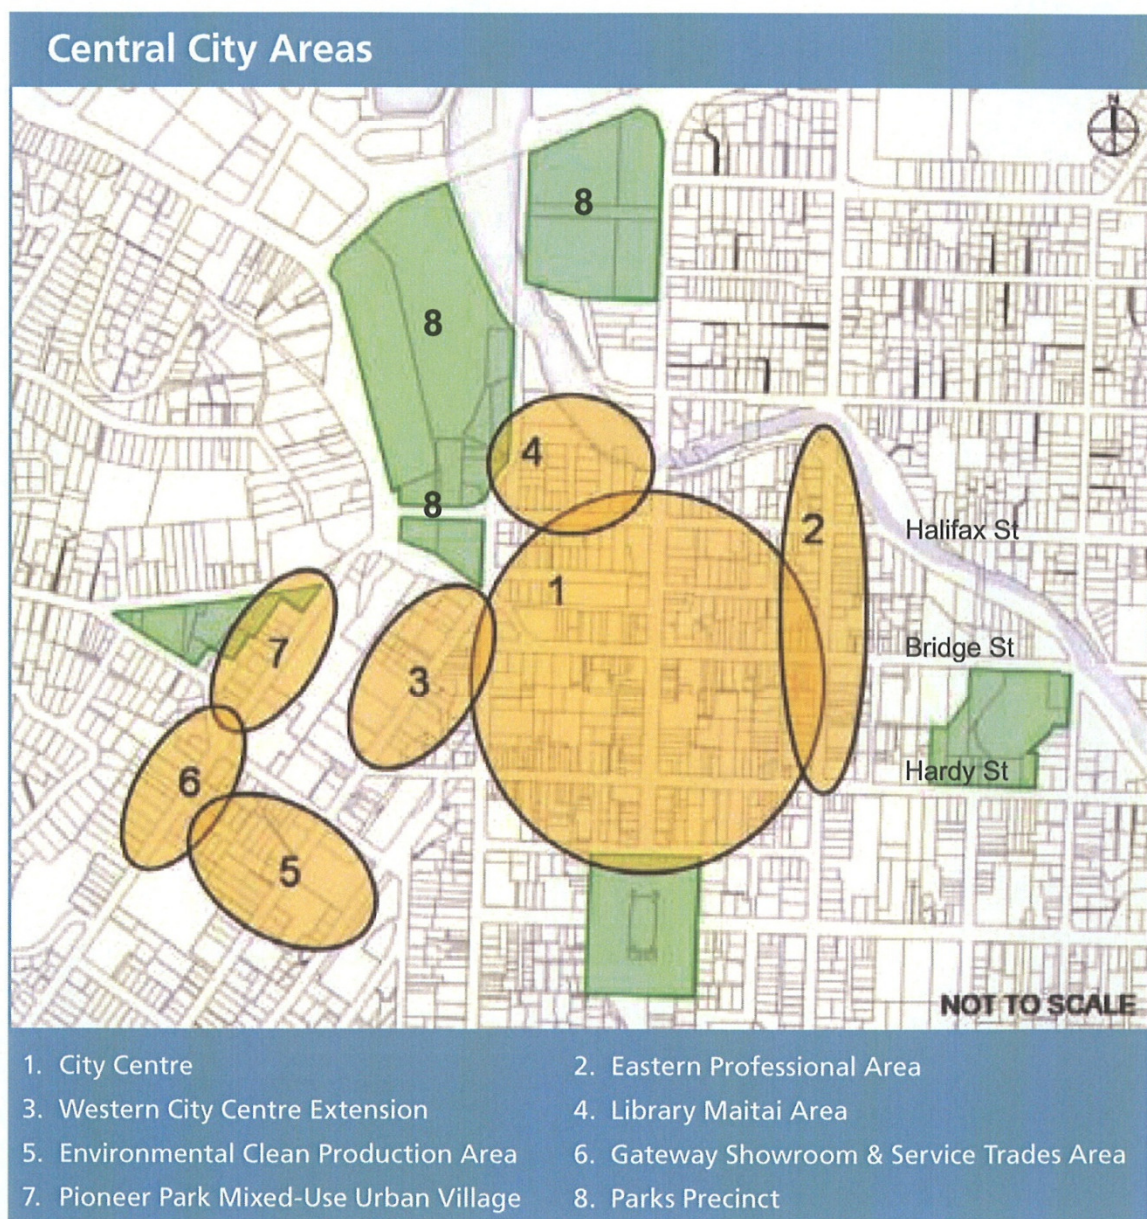 Central City Areas
N
8
8
4
8
2
Halifax St
1
Bridge St
7
3
Hardy St
6
5
NOT TO SCALE
1. City Centre
2. Eastern Professional Area
3. Western City Centre Extension
4. Library Maitai Area
5. Environmental Clean Production Area
6. Gateway Showroom & Service Trades Area
7. Pioneer Park Mixed-Use Urban Village
8. Parks Precinct